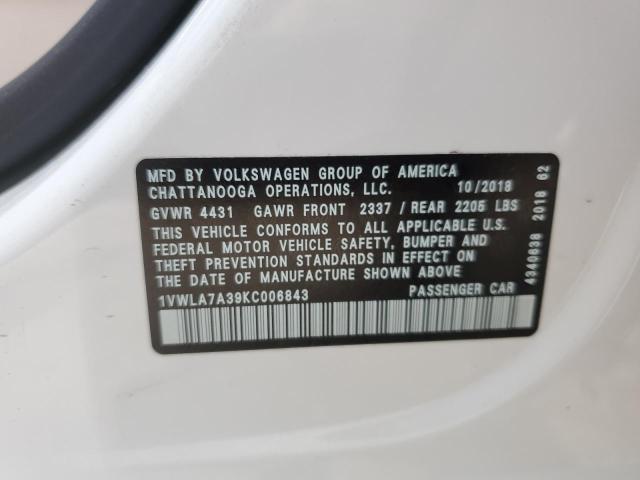 MFD BY VOLKSWAGEN GROUP OF AMERICA
CHATTANOOGA OPERATIONS, LLC. 10/2018
GVWR 4431 GAWR FRONT 2337 / REAR 2205 LBS
THIS VEHICLE CONFORMS TO ALL APPLICABLE U.S.
FEDERAL MOTOR VEHICLE SAFETY, BUMPER AND
THEFT PREVENTION STANDARDS IN EFFECT ON
THE DATE OF MANUFACTURE SHOWN ABOVE
1VWLA7A39KC006843 PASSENGER CAR
4340838 2018 62